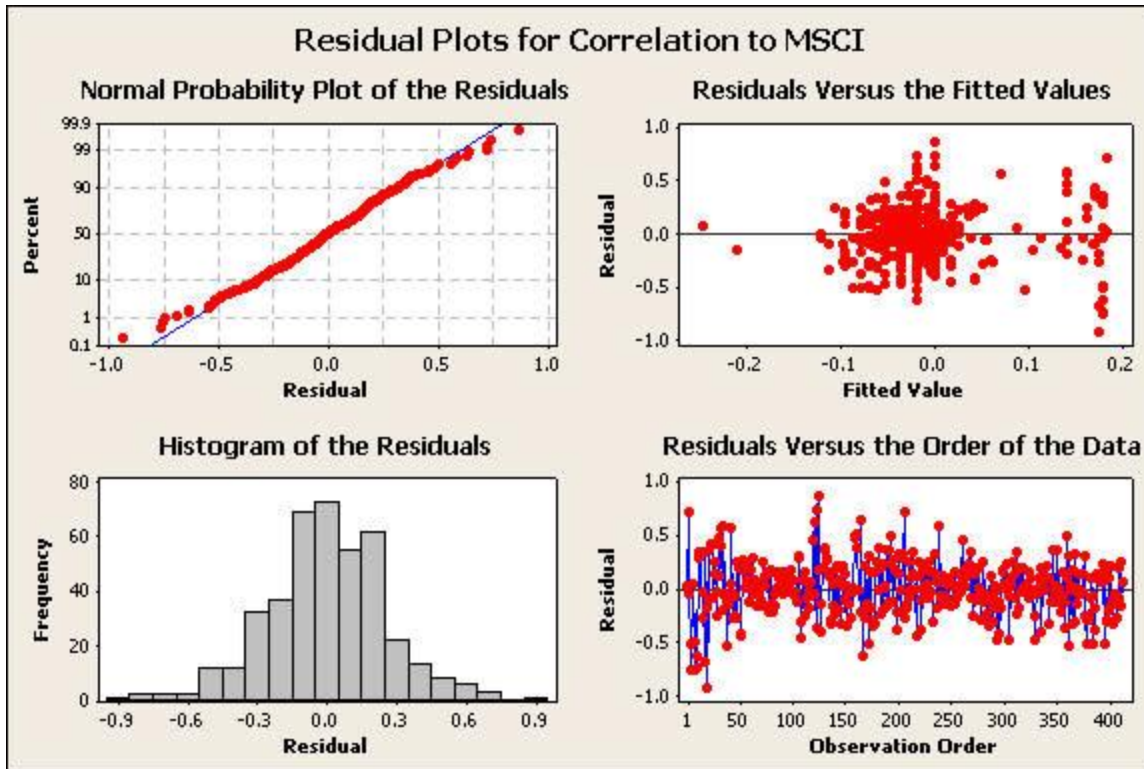 Residual Plots for Correlation to MSCI
Normal Probability Plot of the Residuals
99.9
99
90
50
10
1
0.1
Percent
-1.0 -0.5 0.0 0.5 1.0
Residual
Residuals Versus the Fitted Values
1.0
0.5
0.0
-0.5
-1.0
Residual
-0.2 -0.1 0.0 0.1 0.2
Fitted Value
Histogram of the Residuals
80
60
40
20
0
Frequency
-0.9 -0.6 -0.3 0.0 0.3 0.6 0.9
Residual
Residuals Versus the Order of the Data
1.0
0.5
0.0
-0.5
-1.0
Residual
1 50 100 150 200 250 300 350 400
Observation Order